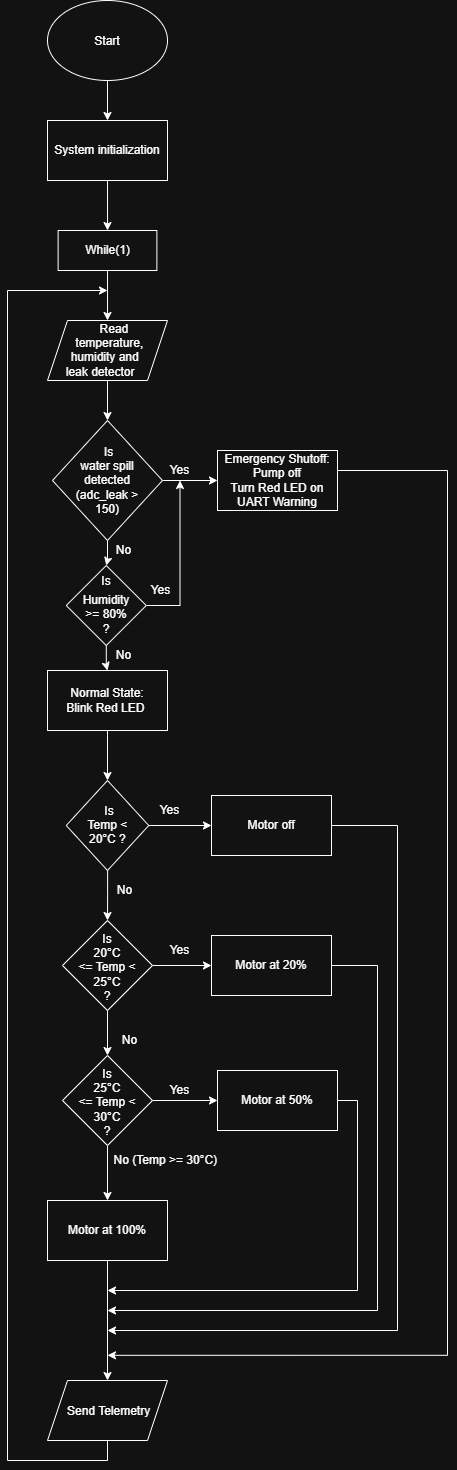 Start
System initialization
While(1)
Read
temperature,
humidity and
leak detector
Is
water spill
detected
(adc_leak >
150)
Yes
Emergency Shutoff:
Pump off
Turn Red LED on
UART Warning
No
Is
Humidity
>= 80%
?
Yes
No
Normal State:
Blink Red LED
Is
Temp <
20°C ?
Yes
Motor off
No
Is
20°C
<= Temp <
25°C
?
Yes
Motor at 20%
No
Is
25°C
<= Temp <
30°C
?
Yes
Motor at 50%
No (Temp >= 30°C)
Motor at 100%
Send Telemetry